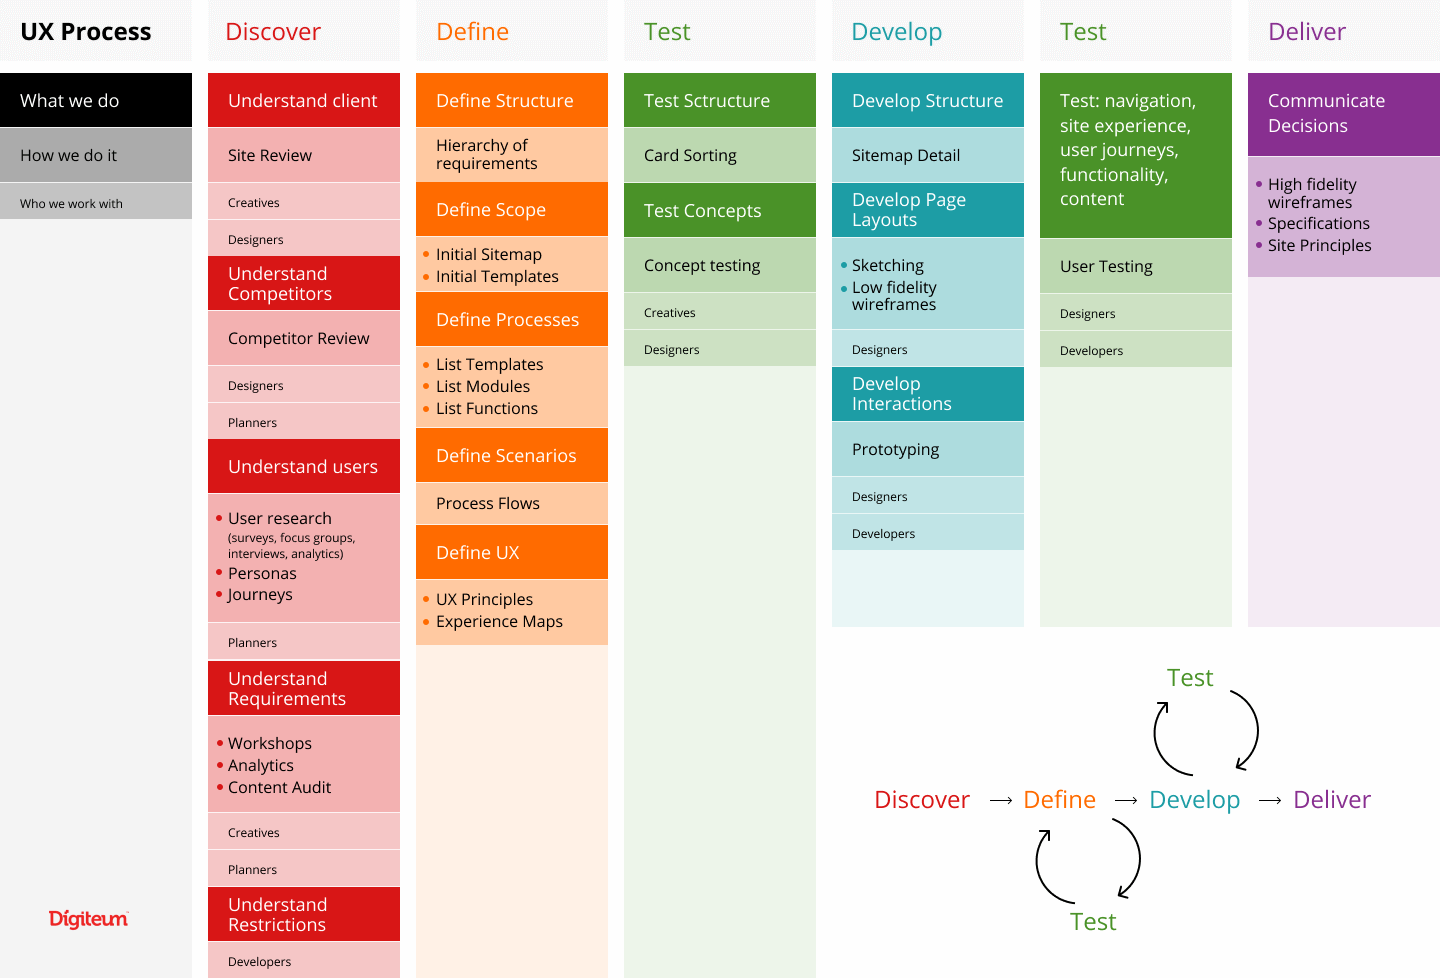 UX Process
What we do
How we do it
Who we work with
Digiteum
Discover
Understand client
Site Review
Creatives
Designers
Understand
Competitors
Competitor Review
Designers
Planners
Understand users
• User research
(surveys, focus groups,
interviews, analytics)
• Personas
• Journeys
Planners
Understand
Requirements
• Workshops
• Analytics
• Content Audit
Creatives
Planners
Understand
Restrictions
Developers
Define
Define Structure
Hierarchy of
requirements
Define Scope
• Initial Sitemap
• Initial Templates
Define Processes
• List Templates
• List Modules
• List Functions
Define Scenarios
Process Flows
Define UX
• UX Principles
• Experience Maps
Test
Test Sctructure
Card Sorting
Test Concepts
Concept testing
Creatives
Designers
Develop
Develop Structure
Sitemap Detail
Develop Page
Layouts
• Sketching
• Low fidelity
wireframes
Designers
Develop
Interactions
Prototyping
Designers
Developers
Test
Test: navigation,
site experience,
user journeys,
functionality,
content
User Testing
Designers
Developers
Deliver
Communicate
Decisions
• High fidelity
wireframes
• Specifications
• Site Principles
Test
Discover → Define → Develop → Deliver
Test